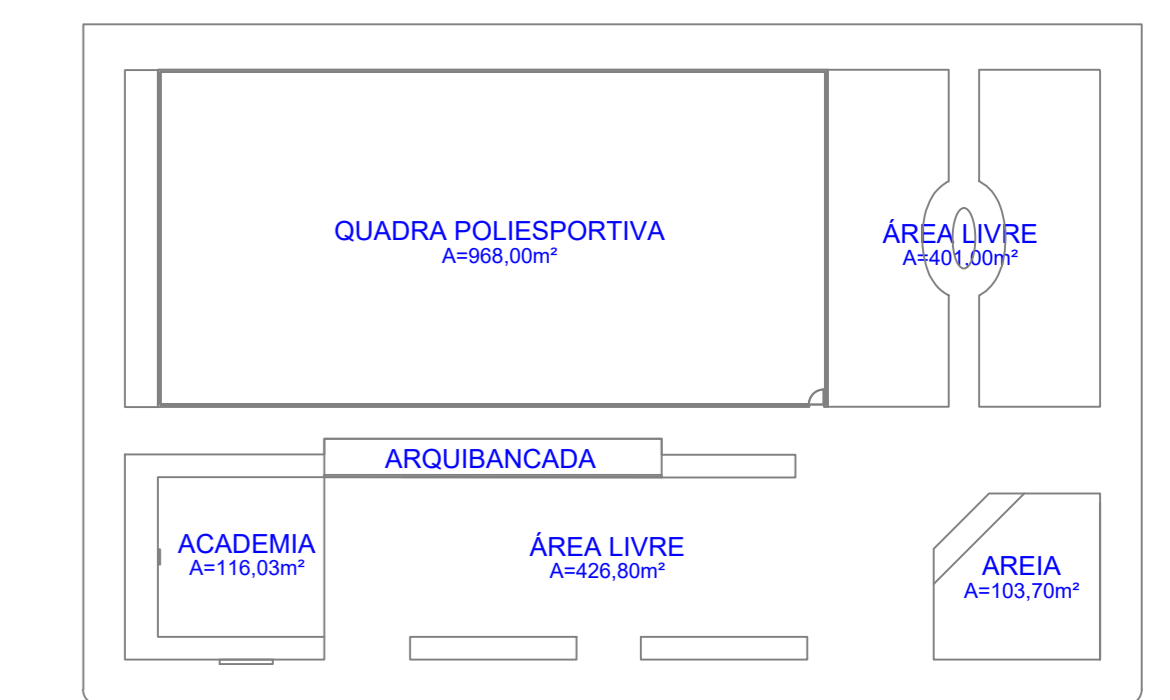 QUADRA POLIESPORTIVA
A=968,00m²
ÁREA LIVRE
A=401,00m²
ARQUIBANCADA
ACADEMIA
A=116,03m²
ÁREA LIVRE
A=426,80m²
AREIA
A=103,70m²